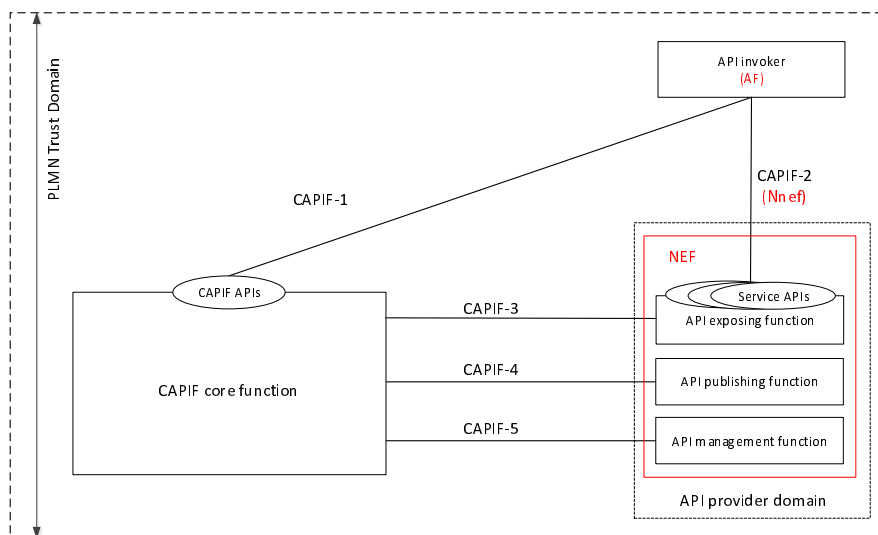 PLMN Trust Domain
API invoker
(AF)
CAPIF-1
CAPIF-2
(Nnef)
NEF
CAPIF APIs
Service APIs
CAPIF-3
API exposing function
CAPIF core function
CAPIF-4
API publishing function
CAPIF-5
API management function
API provider domain